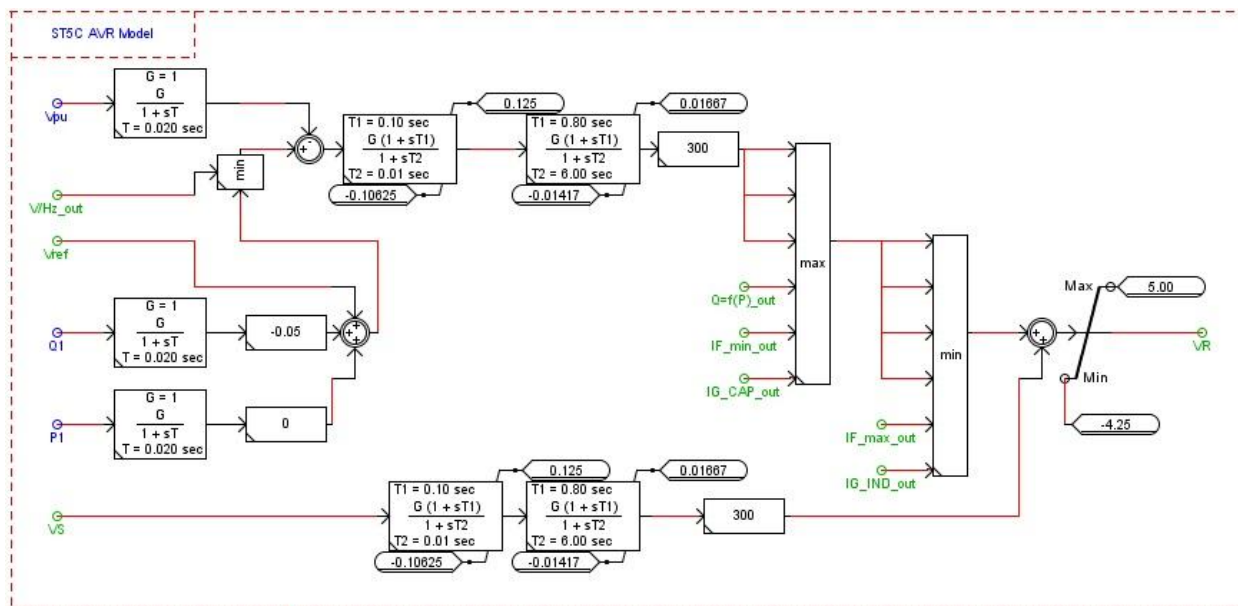 ST5C AVR Model
Vpu
G = 1
G
1 + sT
T = 0.020 sec
+
-
min
V/Hz_out
Vref
T1 = 0.10 sec
G (1 + sT1)
1 + sT2
T2 = 0.01 sec
0.125
-0.10625
T1 = 0.80 sec
G (1 + sT1)
1 + sT2
T2 = 6.00 sec
0.01667
-0.01417
300
Q1
G = 1
G
1 + sT
T = 0.020 sec
-0.05
+
+
+
P1
G = 1
G
1 + sT
T = 0.020 sec
0
max
Q=f(P)_out
IF_min_out
IG_CAP_out
min
IF_max_out
IG_IND_out
+
+
Max
5.00
Min
-4.25
VR
VS
T1 = 0.10 sec
G (1 + sT1)
1 + sT2
T2 = 0.01 sec
0.125
-0.10625
T1 = 0.80 sec
G (1 + sT1)
1 + sT2
T2 = 6.00 sec
0.01667
-0.01417
300